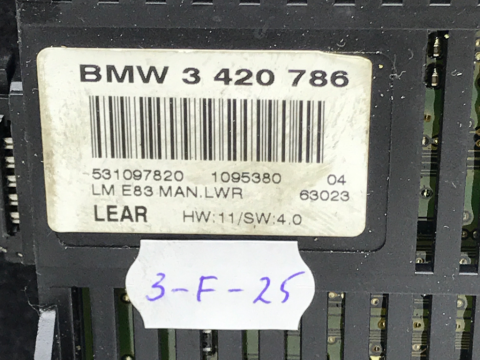 BMW 3 420 786
-531097820 1095380 04
LM E83 MAN.LWR 63023
LEAR HW:11/SW:4.0
3-F-25